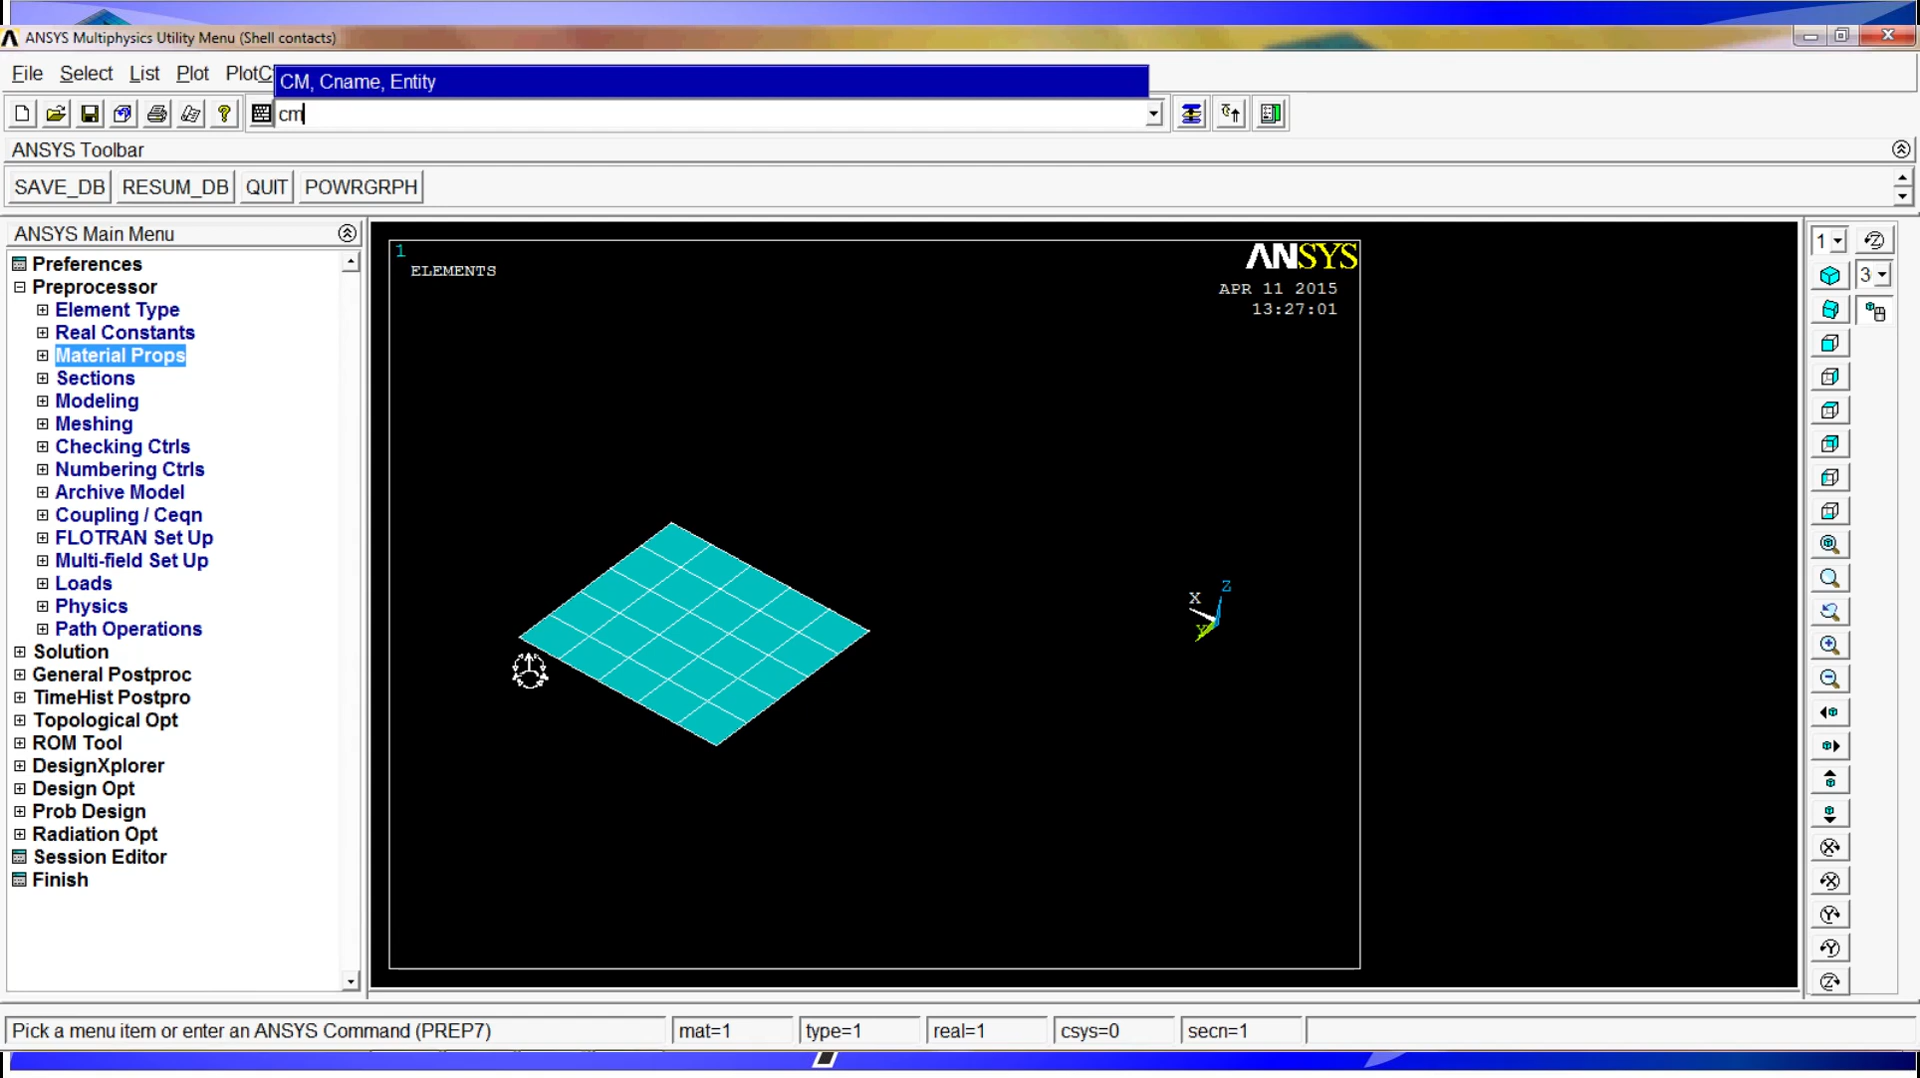 ANSYS Multiphysics Utility Menu (Shell contacts)
File Select List Plot PlotC
CM, Cname, Entity
cm
ANSYS Toolbar
SAVE_DB RESUM_DB QUIT POWRGRPH
ANSYS Main Menu
Preferences
Preprocessor
Element Type
Real Constants
Material Props
Sections
Modeling
Meshing
Checking Ctrls
Numbering Ctrls
Archive Model
Coupling / Ceqn
FLOTRAN Set Up
Multi-field Set Up
Loads
Physics
Path Operations
Solution
General Postproc
TimeHist Postpro
Topological Opt
ROM Tool
DesignXplorer
Design Opt
Prob Design
Radiation Opt
Session Editor
Finish
1
ELEMENTS
ANSYS
APR 11 2015
13:27:01
X
Y
Z
1
3
Pick a menu item or enter an ANSYS Command (PREP7)
mat=1
type=1
real=1
csys=0
secn=1